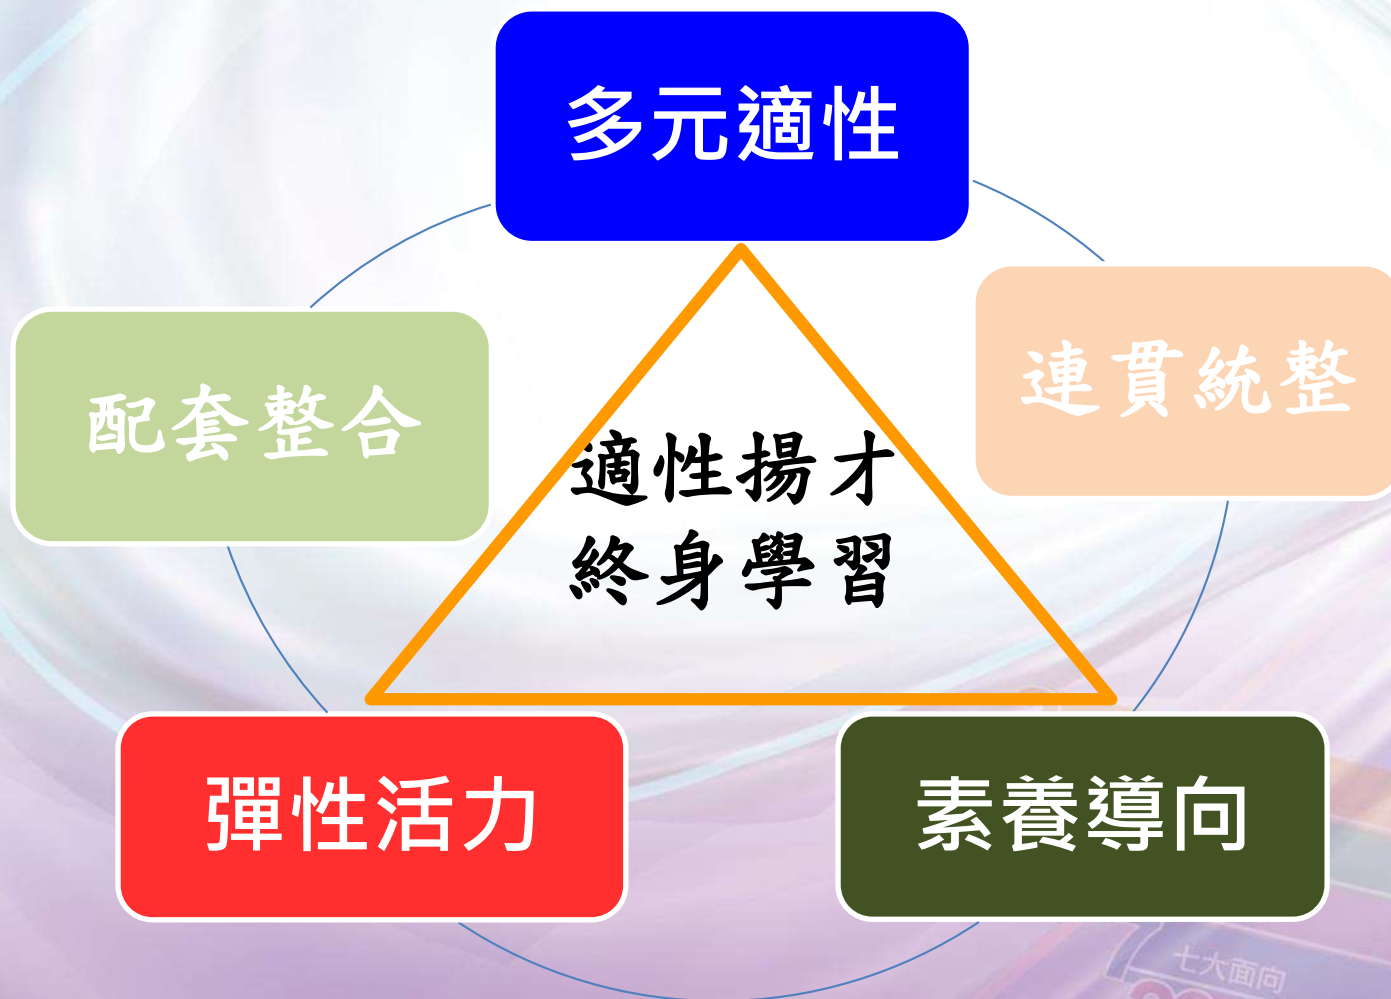 多元適性
連貫統整
配套整合
適性揚才
終身學習
彈性活力
素養導向
七大面向